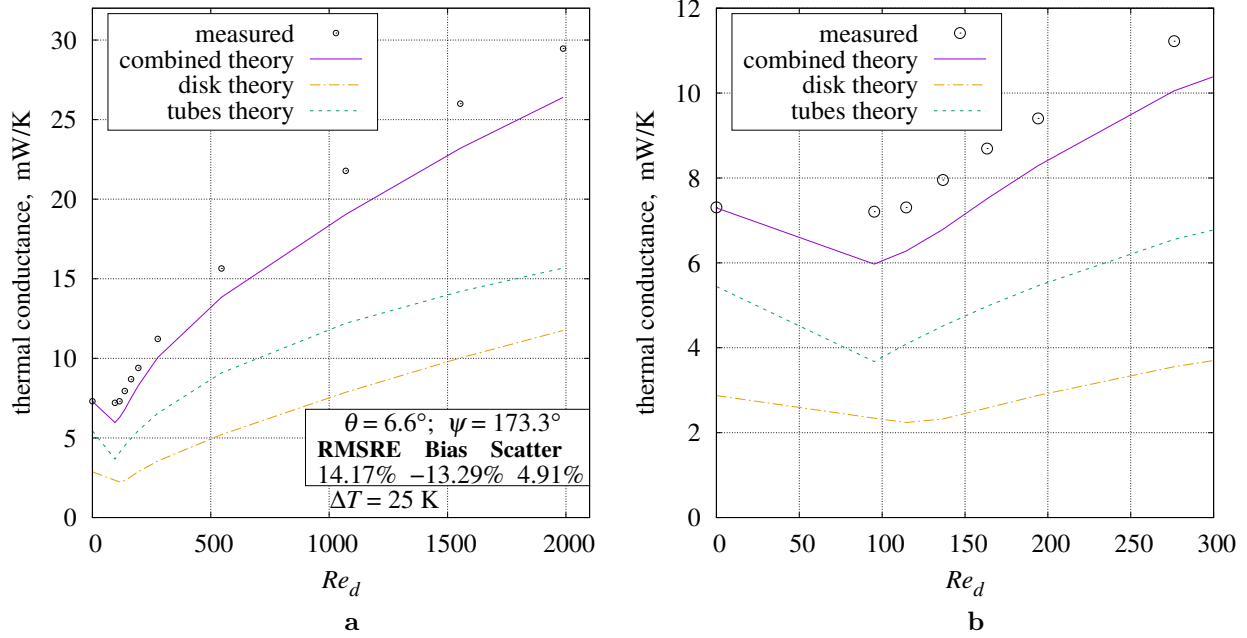 thermal conductance, mW/K
30
25
20
15
10
5
0
measured
combined theory
disk theory
tubes theory
θ = 6.6°; ψ = 173.3°
RMSRE Bias Scatter
14.17% −13.29% 4.91%
ΔT = 25 K
0 500 1000 1500 2000
Re_d
a
thermal conductance, mW/K
12
10
8
6
4
2
0
measured
combined theory
disk theory
tubes theory
0 50 100 150 200 250 300
Re_d
b